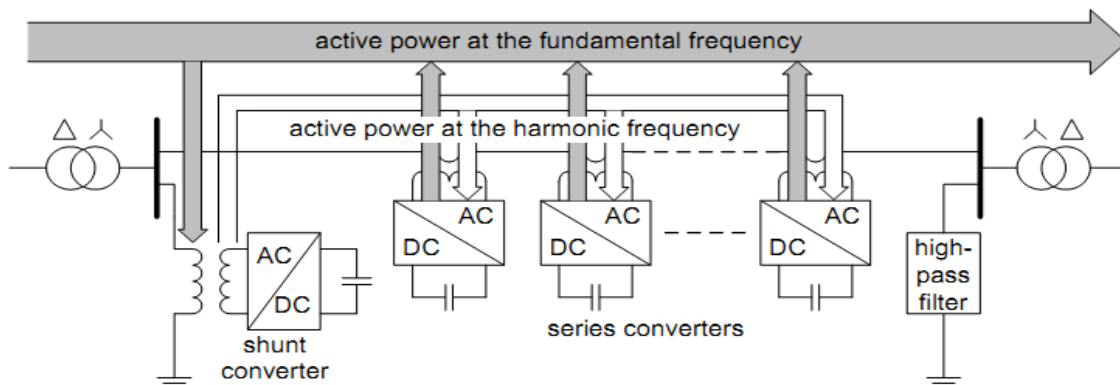 active power at the fundamental frequency
active power at the harmonic frequency
AC
DC
AC
DC
AC
DC
AC
DC
shunt
converter
series converters
high-
pass
filter